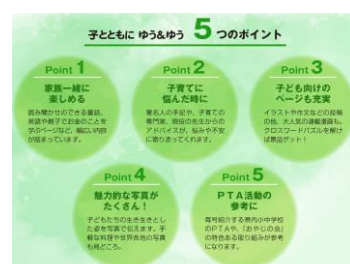 子とともに ゆう&ゆう 5 つのポイント
Point 1
家族一緒に
楽しめる
読み聞かせのできる童話、
英語や親子でお金のことを
学ぶページなど、幅広い内容
が詰まっています。
Point 2
子育てに
悩んだ時に
著名人の手記や、子育ての
専門家、現役の先生からの
アドバイスが、悩みや不安
に寄り添ってくれます。
Point 3
子ども向けの
ページも充実
イラストや作文などの投稿
の他、大人気の連載漫画も。
クロスワードパズルを解け
ば景品ゲット!
Point 4
魅力的な写真が
たくさん!
子どもたちの生き生きとし
た姿を写真で伝えます。手
軽な料理や世界各地の写真
も見どころ。
Point 5
PTA活動の
参考に
毎号紹介する県内小中学校
のPTAや、「おやじの会」
の特色ある取り組みが参考
になります。